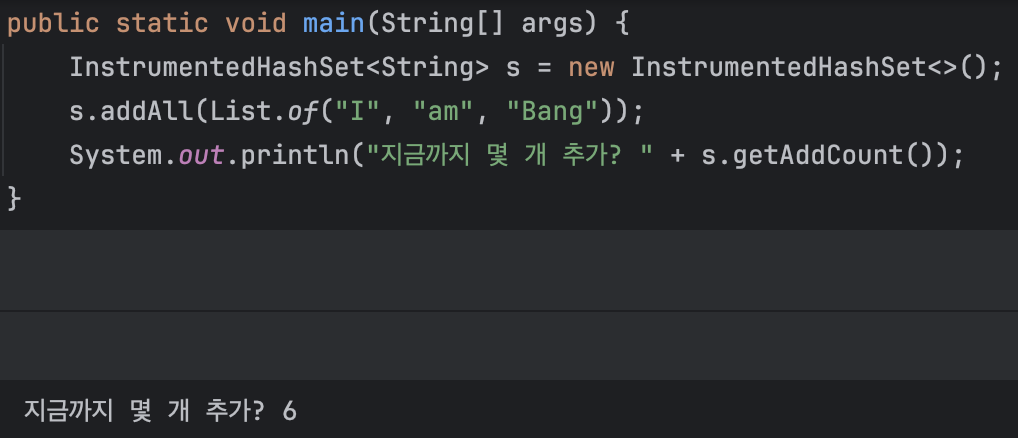 public static void main(String[] args) {
    InstrumentedHashSet<String> s = new InstrumentedHashSet<>();
    s.addAll(List.of("I", "am", "Bang"));
    System.out.println("지금까지 몇 개 추가? " + s.getAddCount());
}
지금까지 몇 개 추가? 6